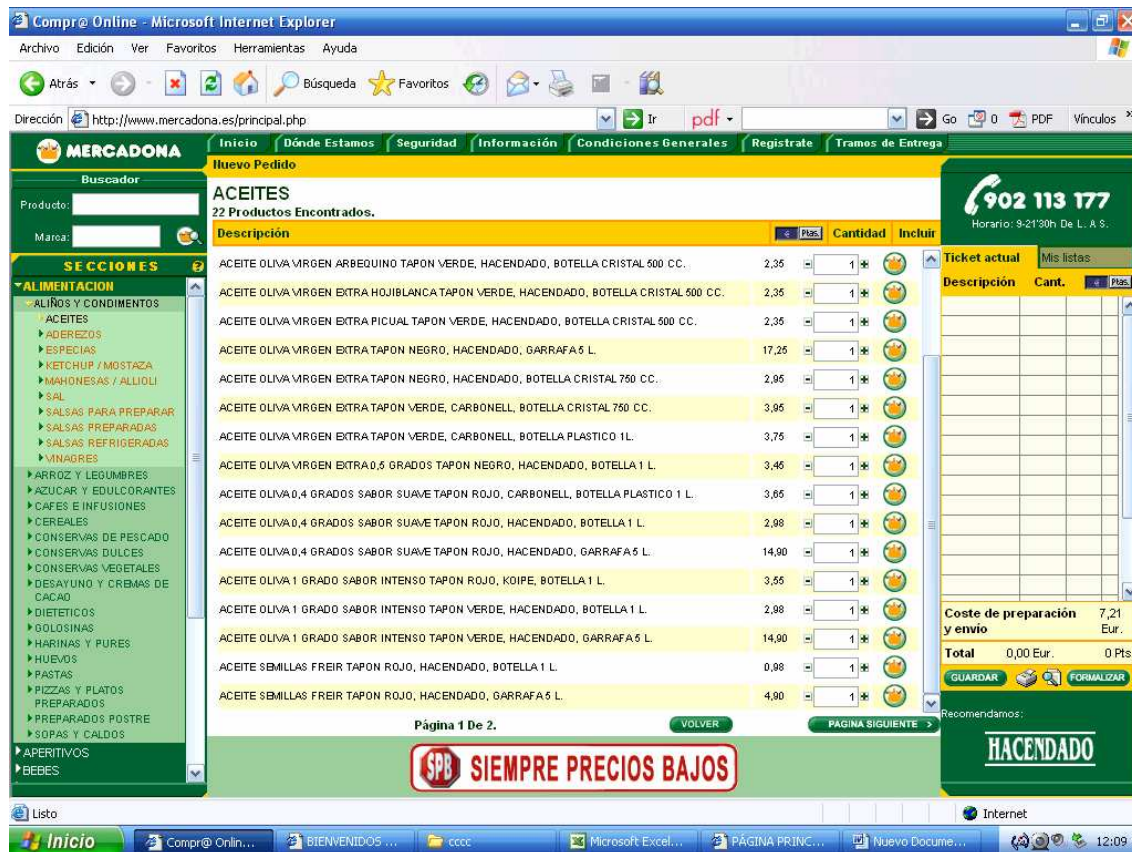 Compr@ Online - Microsoft Internet Explorer
Archivo Edición Ver Favoritos Herramientas Ayuda
Atrás Búsqueda Favoritos
Dirección http://www.mercadona.es/principal.php Ir pdf Go 0 PDF Vínculos »
MERCADONA
Inicio Dónde Estamos Seguridad Información Condiciones Generales Registrate Tramos de Entrega
Nuevo Pedido
Buscador
Producto:
Marca:
SECCIONES ?
ALIMENTACION
ALIÑOS Y CONDIMENTOS
ACEITES
ADEREZOS
ESPECIAS
KETCHUP / MOSTAZA
MAHONESAS / ALLIOLI
SAL
SALSAS PARA PREPARAR
SALSAS PREPARADAS
SALSAS REFRIGERADAS
VINAGRES
ARROZ Y LEGUMBRES
AZUCAR Y EDULCORANTES
CAFES E INFUSIONES
CEREALES
CONSERVAS DE PESCADO
CONSERVAS DULCES
CONSERVAS VEGETALES
DESAYUNO Y CREMAS DE
CACAO
DIETETICOS
GOLOSINAS
HARINAS Y PURES
HUEVOS
PASTAS
PIZZAS Y PLATOS
PREPARADOS
PREPARADOS POSTRE
SOPAS Y CALDOS
APERITIVOS
BEBES
ACEITES
22 Productos Encontrados.
Descripción € Ptas. Cantidad Incluir
ACEITE OLIVA VIRGEN ARBEQUINO TAPON VERDE, HACENDADO, BOTELLA CRISTAL 500 CC. 2,35 - 1 +
ACEITE OLIVA VIRGEN EXTRA HOJIBLANCA TAPON VERDE, HACENDADO, BOTELLA CRISTAL 500 CC. 2,35 - 1 +
ACEITE OLIVA VIRGEN EXTRA PICUAL TAPON VERDE, HACENDADO, BOTELLA CRISTAL 500 CC. 2,35 - 1 +
ACEITE OLIVA VIRGEN EXTRA TAPON NEGRO, HACENDADO, GARRAFA 5 L. 17,25 - 1 +
ACEITE OLIVA VIRGEN EXTRA TAPON NEGRO, HACENDADO, BOTELLA CRISTAL 750 CC. 2,95 - 1 +
ACEITE OLIVA VIRGEN EXTRA TAPON VERDE, CARBONELL, BOTELLA CRISTAL 750 CC. 3,95 - 1 +
ACEITE OLIVA VIRGEN EXTRA TAPON VERDE, CARBONELL, BOTELLA PLASTICO 1L. 3,75 - 1 +
ACEITE OLIVA VIRGEN EXTRA 0,5 GRADOS TAPON NEGRO, HACENDADO, BOTELLA 1 L. 3,45 - 1 +
ACEITE OLIVA 0,4 GRADOS SABOR SUAVE TAPON ROJO, CARBONELL, BOTELLA PLASTICO 1 L. 3,65 - 1 +
ACEITE OLIVA 0,4 GRADOS SABOR SUAVE TAPON ROJO, HACENDADO, BOTELLA 1 L. 2,98 - 1 +
ACEITE OLIVA 0,4 GRADOS SABOR SUAVE TAPON ROJO, HACENDADO, GARRAFA 5 L. 14,90 - 1 +
ACEITE OLIVA 1 GRADO SABOR INTENSO TAPON ROJO, KOIPE, BOTELLA 1 L. 3,55 - 1 +
ACEITE OLIVA 1 GRADO SABOR INTENSO TAPON VERDE, HACENDADO, BOTELLA 1 L. 2,98 - 1 +
ACEITE OLIVA 1 GRADO SABOR INTENSO TAPON VERDE, HACENDADO, GARRAFA 5 L. 14,90 - 1 +
ACEITE SEMILLAS FREIR TAPON ROJO, HACENDADO, BOTELLA 1 L. 0,98 - 1 +
ACEITE SEMILLAS FREIR TAPON ROJO, HACENDADO, GARRAFA 5 L. 4,90 - 1 +
Página 1 De 2. VOLVER PAGINA SIGUIENTE >
SPB SIEMPRE PRECIOS BAJOS
902 113 177
Horario: 9-21'30h De L. A S.
Ticket actual Mis listas
Descripción Cant. € Ptas.
Coste de preparación 7,21
y envio Eur.
Total 0,00 Eur. 0 Pts
GUARDAR FORMALIZAR
Recomendamos:
HACENDADO
Listo Internet
Inicio Compr@ Onlin... BIENVENIDOS ... cccc Microsoft Excel... PÁGINA PRINC... Nuevo Docume... 12:09